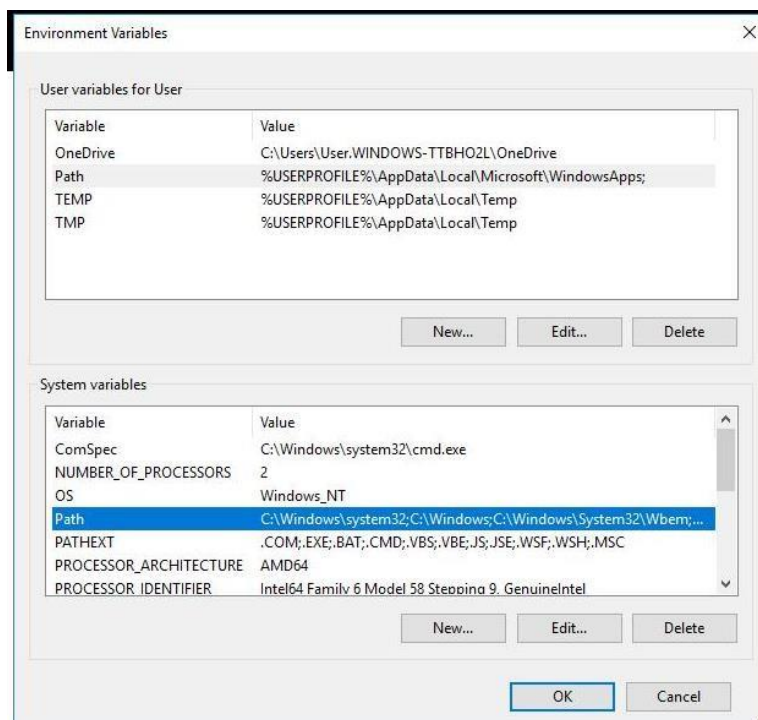 Environment Variables
User variables for User
Variable Value
OneDrive C:\Users\User.WINDOWS-TTBHO2L\OneDrive
Path %USERPROFILE%\AppData\Local\Microsoft\WindowsApps;
TEMP %USERPROFILE%\AppData\Local\Temp
TMP %USERPROFILE%\AppData\Local\Temp
New... Edit... Delete
System variables
Variable Value
ComSpec C:\Windows\system32\cmd.exe
NUMBER_OF_PROCESSORS 2
OS Windows_NT
Path C:\Windows\system32;C:\Windows;C:\Windows\System32\Wbem;...
PATHEXT .COM;.EXE;.BAT;.CMD;.VBS;.VBE;.JS;.JSE;.WSF;.WSH;.MSC
PROCESSOR_ARCHITECTURE AMD64
PROCESSOR_IDENTIFIER Intel64 Family 6 Model 58 Stepping 9, GenuineIntel
New... Edit... Delete
OK Cancel